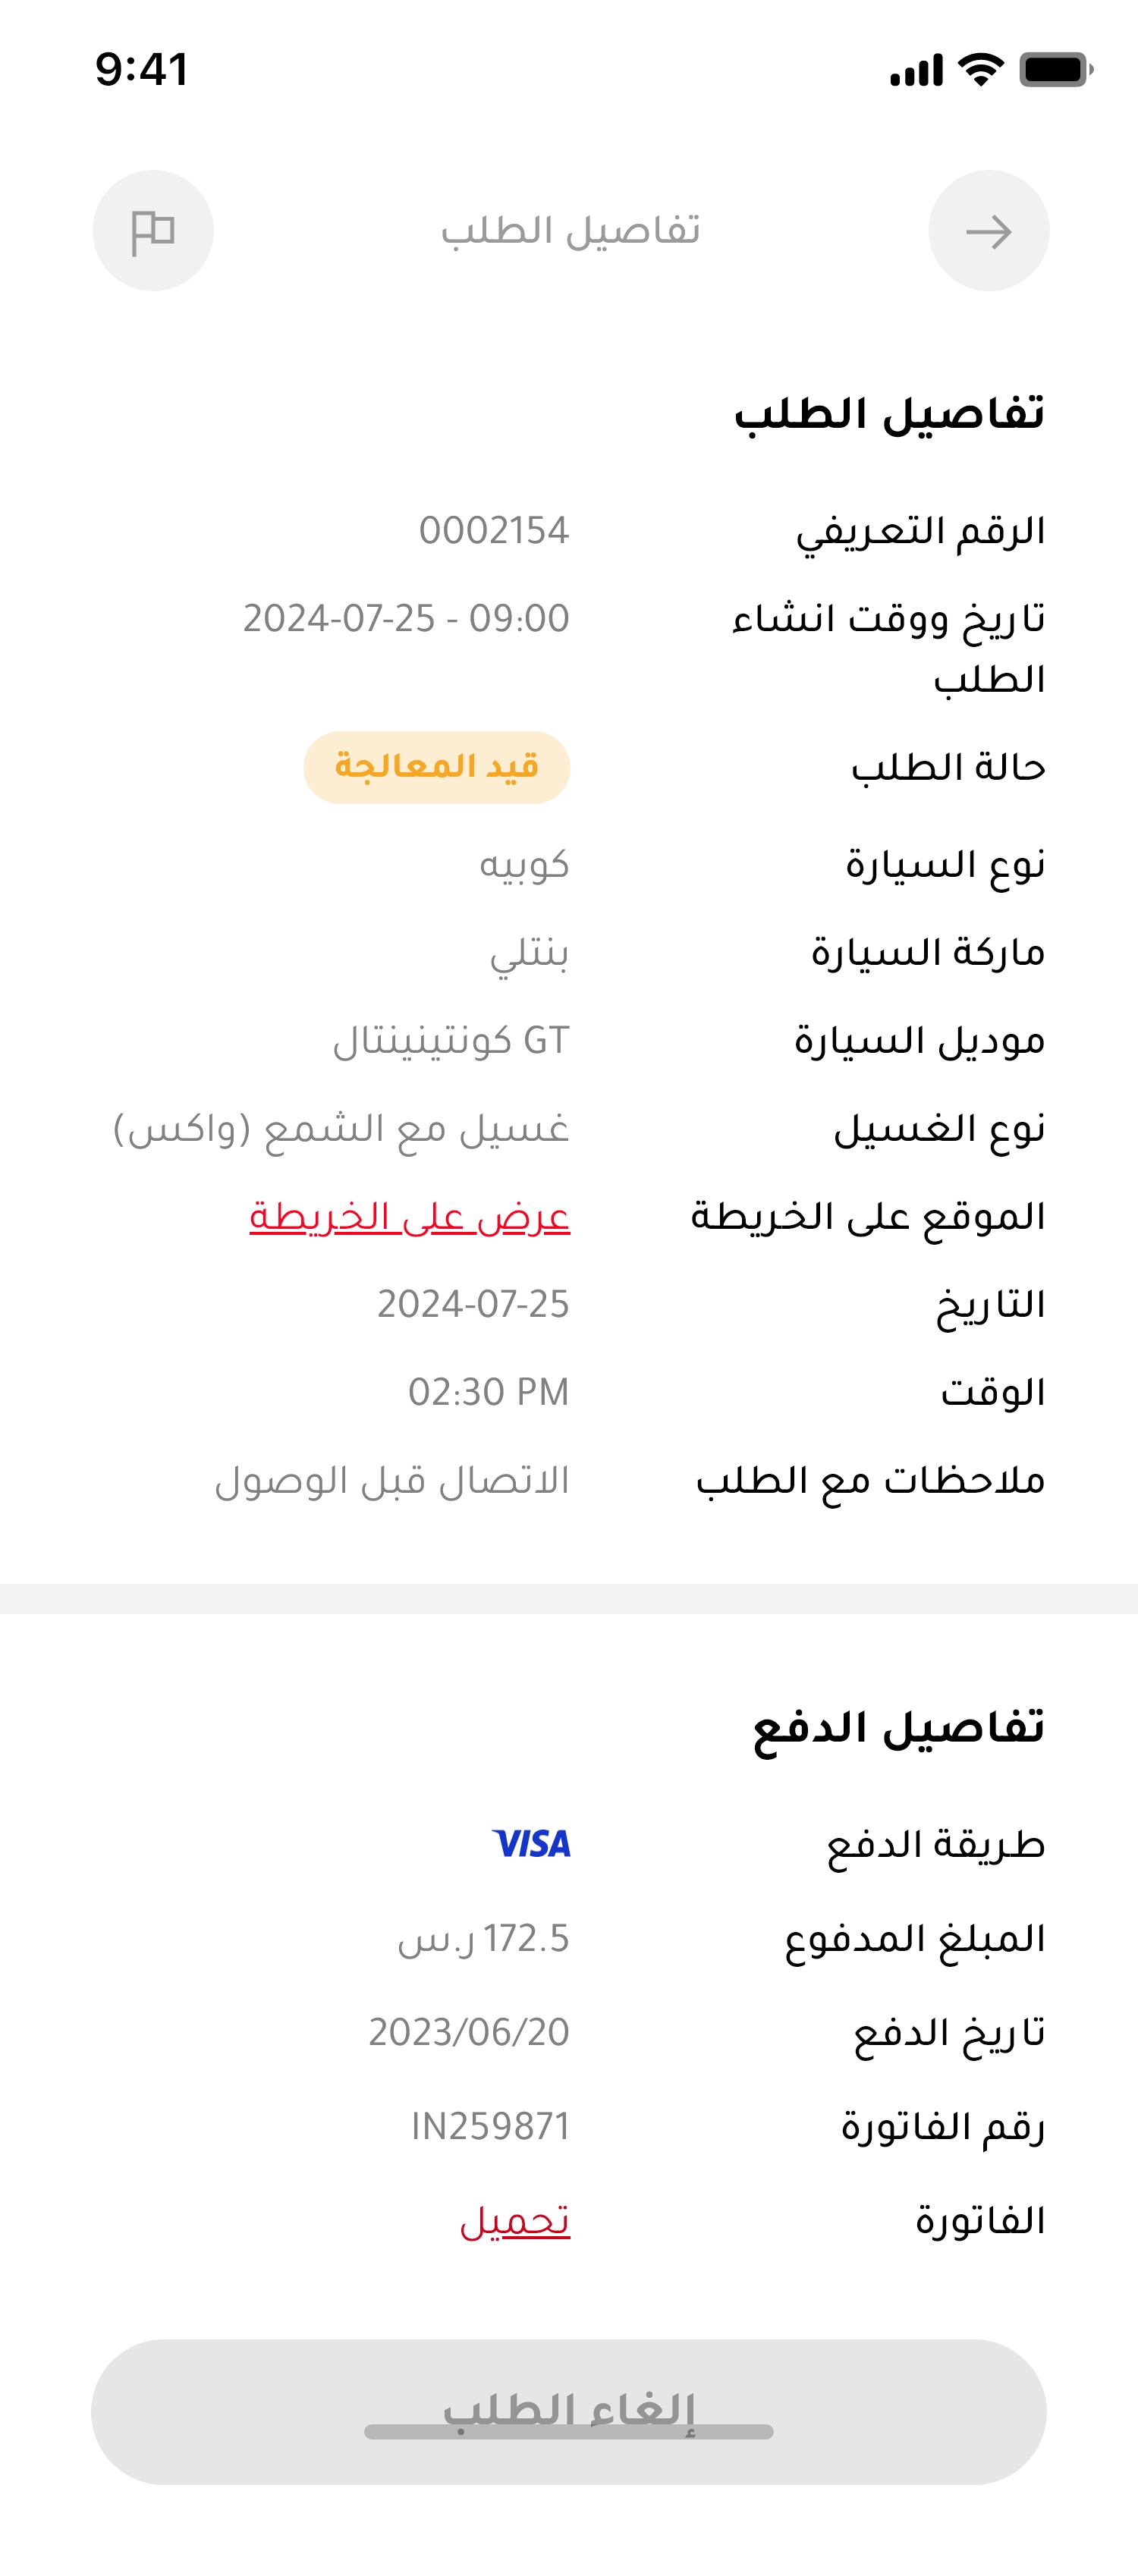 9:41
تفاصيل الطلب
تفاصيل الطلب
الرقم التعريفي 0002154
تاريخ ووقت انشاء 2024-07-25 - 09:00
الطلب
حالة الطلب قيد المعالجة
نوع السيارة كوبيه
ماركة السيارة بنتلي
موديل السيارة GT كونتينينتال
نوع الغسيل غسيل مع الشمع (واكس)
الموقع على الخريطة عرض على الخريطة
التاريخ 2024-07-25
الوقت 02:30 PM
ملاحظات مع الطلب الاتصال قبل الوصول
تفاصيل الدفع
طريقة الدفع VISA
المبلغ المدفوع 172.5 ر.س
تاريخ الدفع 2023/06/20
رقم الفاتورة IN259871
الفاتورة تحميل
إلغاء الطلب